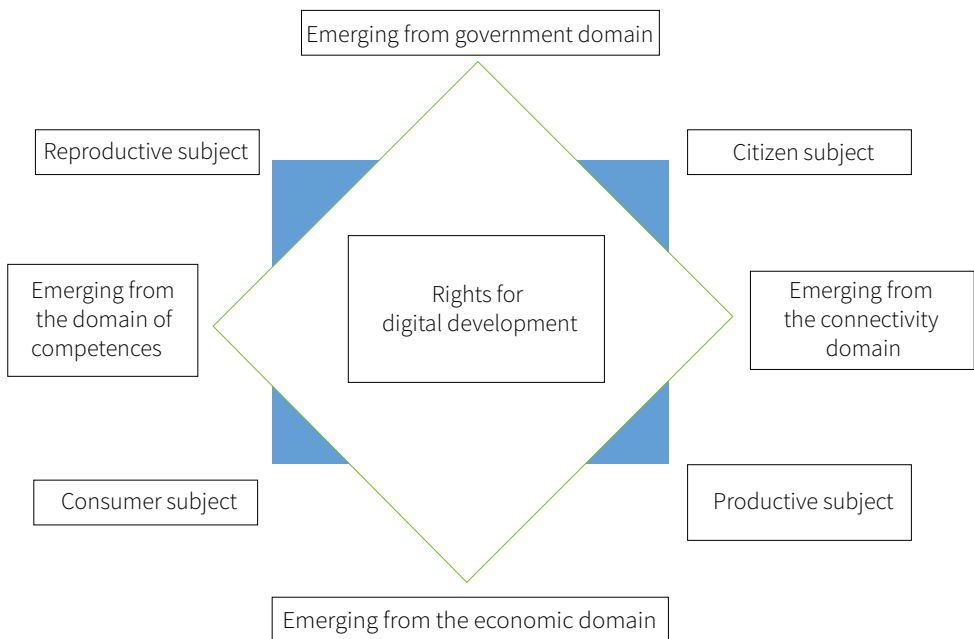 Emerging from government domain
Reproductive subject
Citizen subject
Emerging from
the domain of
competences
Rights for
digital development
Emerging from
the connectivity
domain
Consumer subject
Productive subject
Emerging from the economic domain